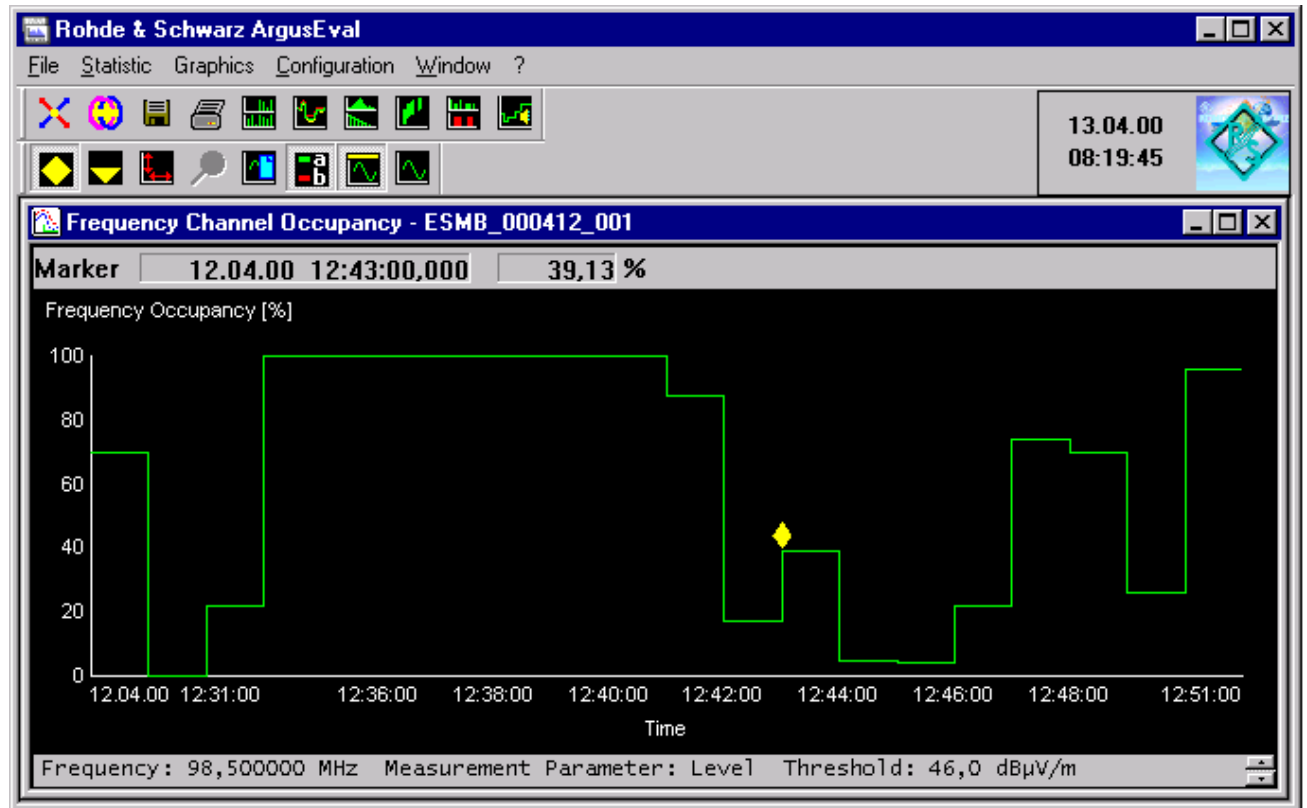 Rohde & Schwarz ArgusEval
File Statistic Graphics Configuration Window ?
13.04.00
08:19:45
a
b
R
S
Frequency Channel Occupancy - ESMB_000412_001
Marker 12.04.00 12:43:00,000 39,13 %
Frequency Occupancy [%]
100
80
60
40
20
0
12.04.00 12:31:00 12:36:00 12:38:00 12:40:00 12:42:00 12:44:00 12:46:00 12:48:00 12:51:00
Time
Frequency: 98,500000 MHz Measurement Parameter: Level Threshold: 46,0 dBµV/m